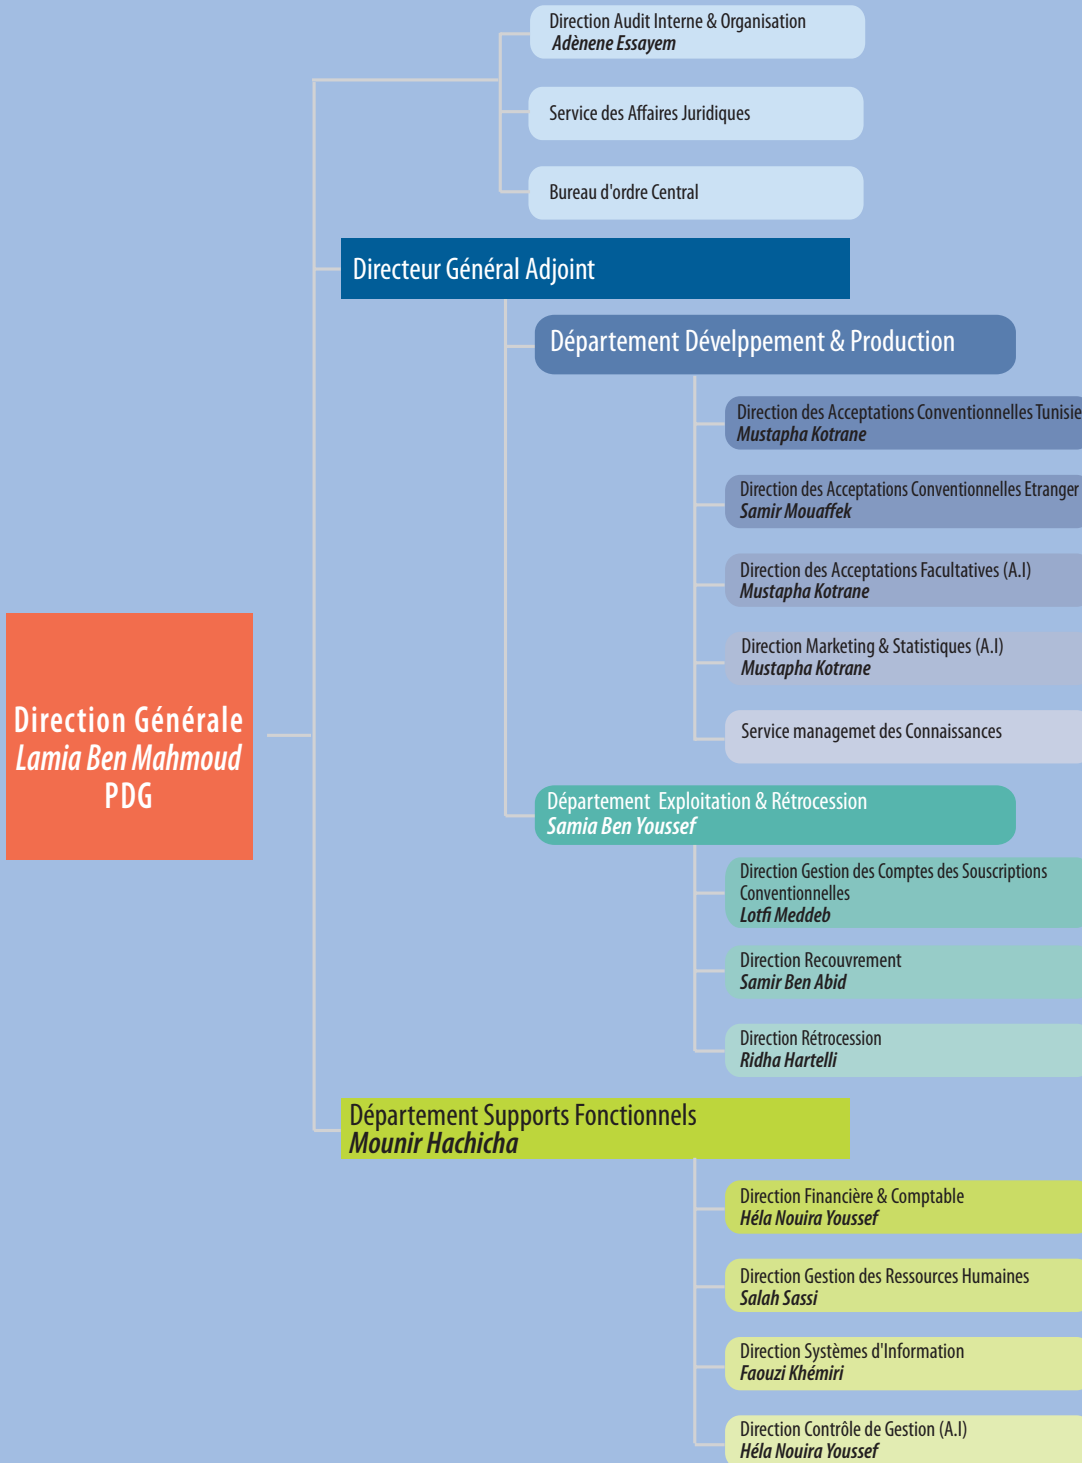 Direction Audit Interne & Organisation
Adènene Essayem
Service des Affaires Juridiques
Bureau d'ordre Central
Directeur Général Adjoint
Département Dévelppement & Production
Direction des Acceptations Conventionnelles Tunisie
Mustapha Kotrane
Direction des Acceptations Conventionnelles Etranger
Samir Mouaffek
Direction des Acceptations Facultatives (A.I)
Mustapha Kotrane
Direction Marketing & Statistiques (A.I)
Mustapha Kotrane
Service managemet des Connaissances
Direction Générale
Lamia Ben Mahmoud
PDG
Département Exploitation & Rétrocession
Samia Ben Youssef
Direction Gestion des Comptes des Souscriptions
Conventionnelles
Lotfi Meddeb
Direction Recouvrement
Samir Ben Abid
Direction Rétrocession
Ridha Hartelli
Département Supports Fonctionnels
Mounir Hachicha
Direction Financière & Comptable
Héla Nouira Youssef
Direction Gestion des Ressources Humaines
Salah Sassi
Direction Systèmes d'Information
Faouzi Khémiri
Direction Contrôle de Gestion (A.I)
Héla Nouira Youssef